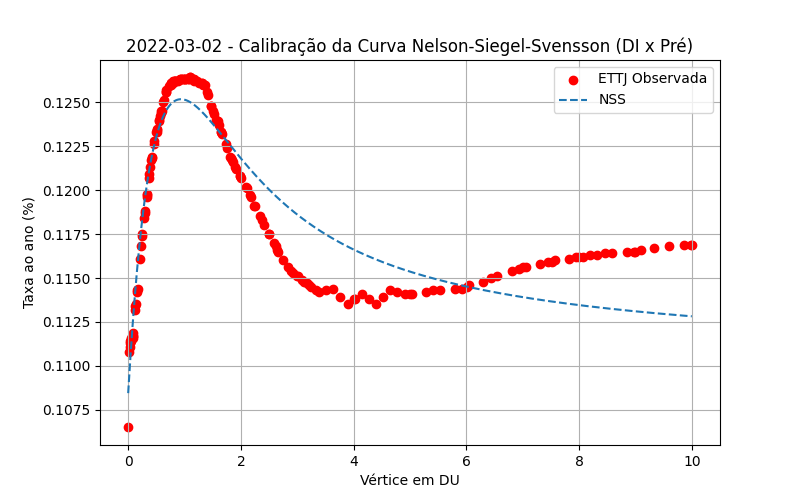 2022-03-02 - Calibração da Curva Nelson-Siegel-Svensson (DI x Pré)
ETTJ Observada
NSS
Taxa ao ano (%)
0.1250
0.1225
0.1200
0.1175
0.1150
0.1125
0.1100
0.1075
0 2 4 6 8 10
Vértice em DU